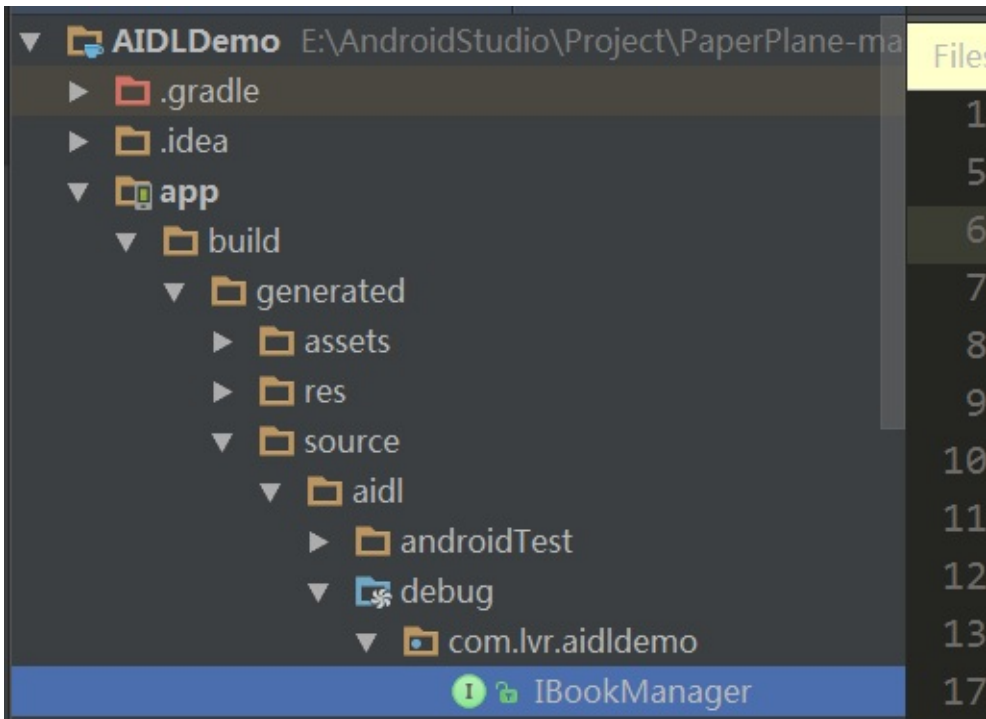 AIDLDemo E:\AndroidStudio\Project\PaperPlane-ma
.gradle
.idea
app
build
generated
assets
res
source
aidl
androidTest
debug
com.lvr.aidldemo
I IBookManager
Files
1
5
6
7
8
9
10
11
12
13
17